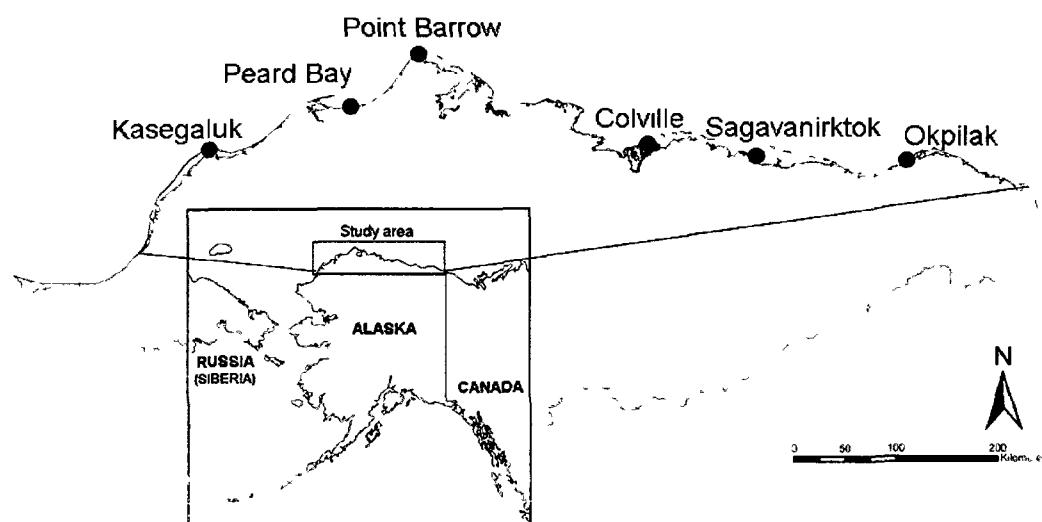 Point Barrow
Peard Bay
Kasegaluk
Colville
Sagavanirktok
Okpilak
Study area
ALASKA
RUSSIA
(SIBERIA)
CANADA
N
0 50 100 200